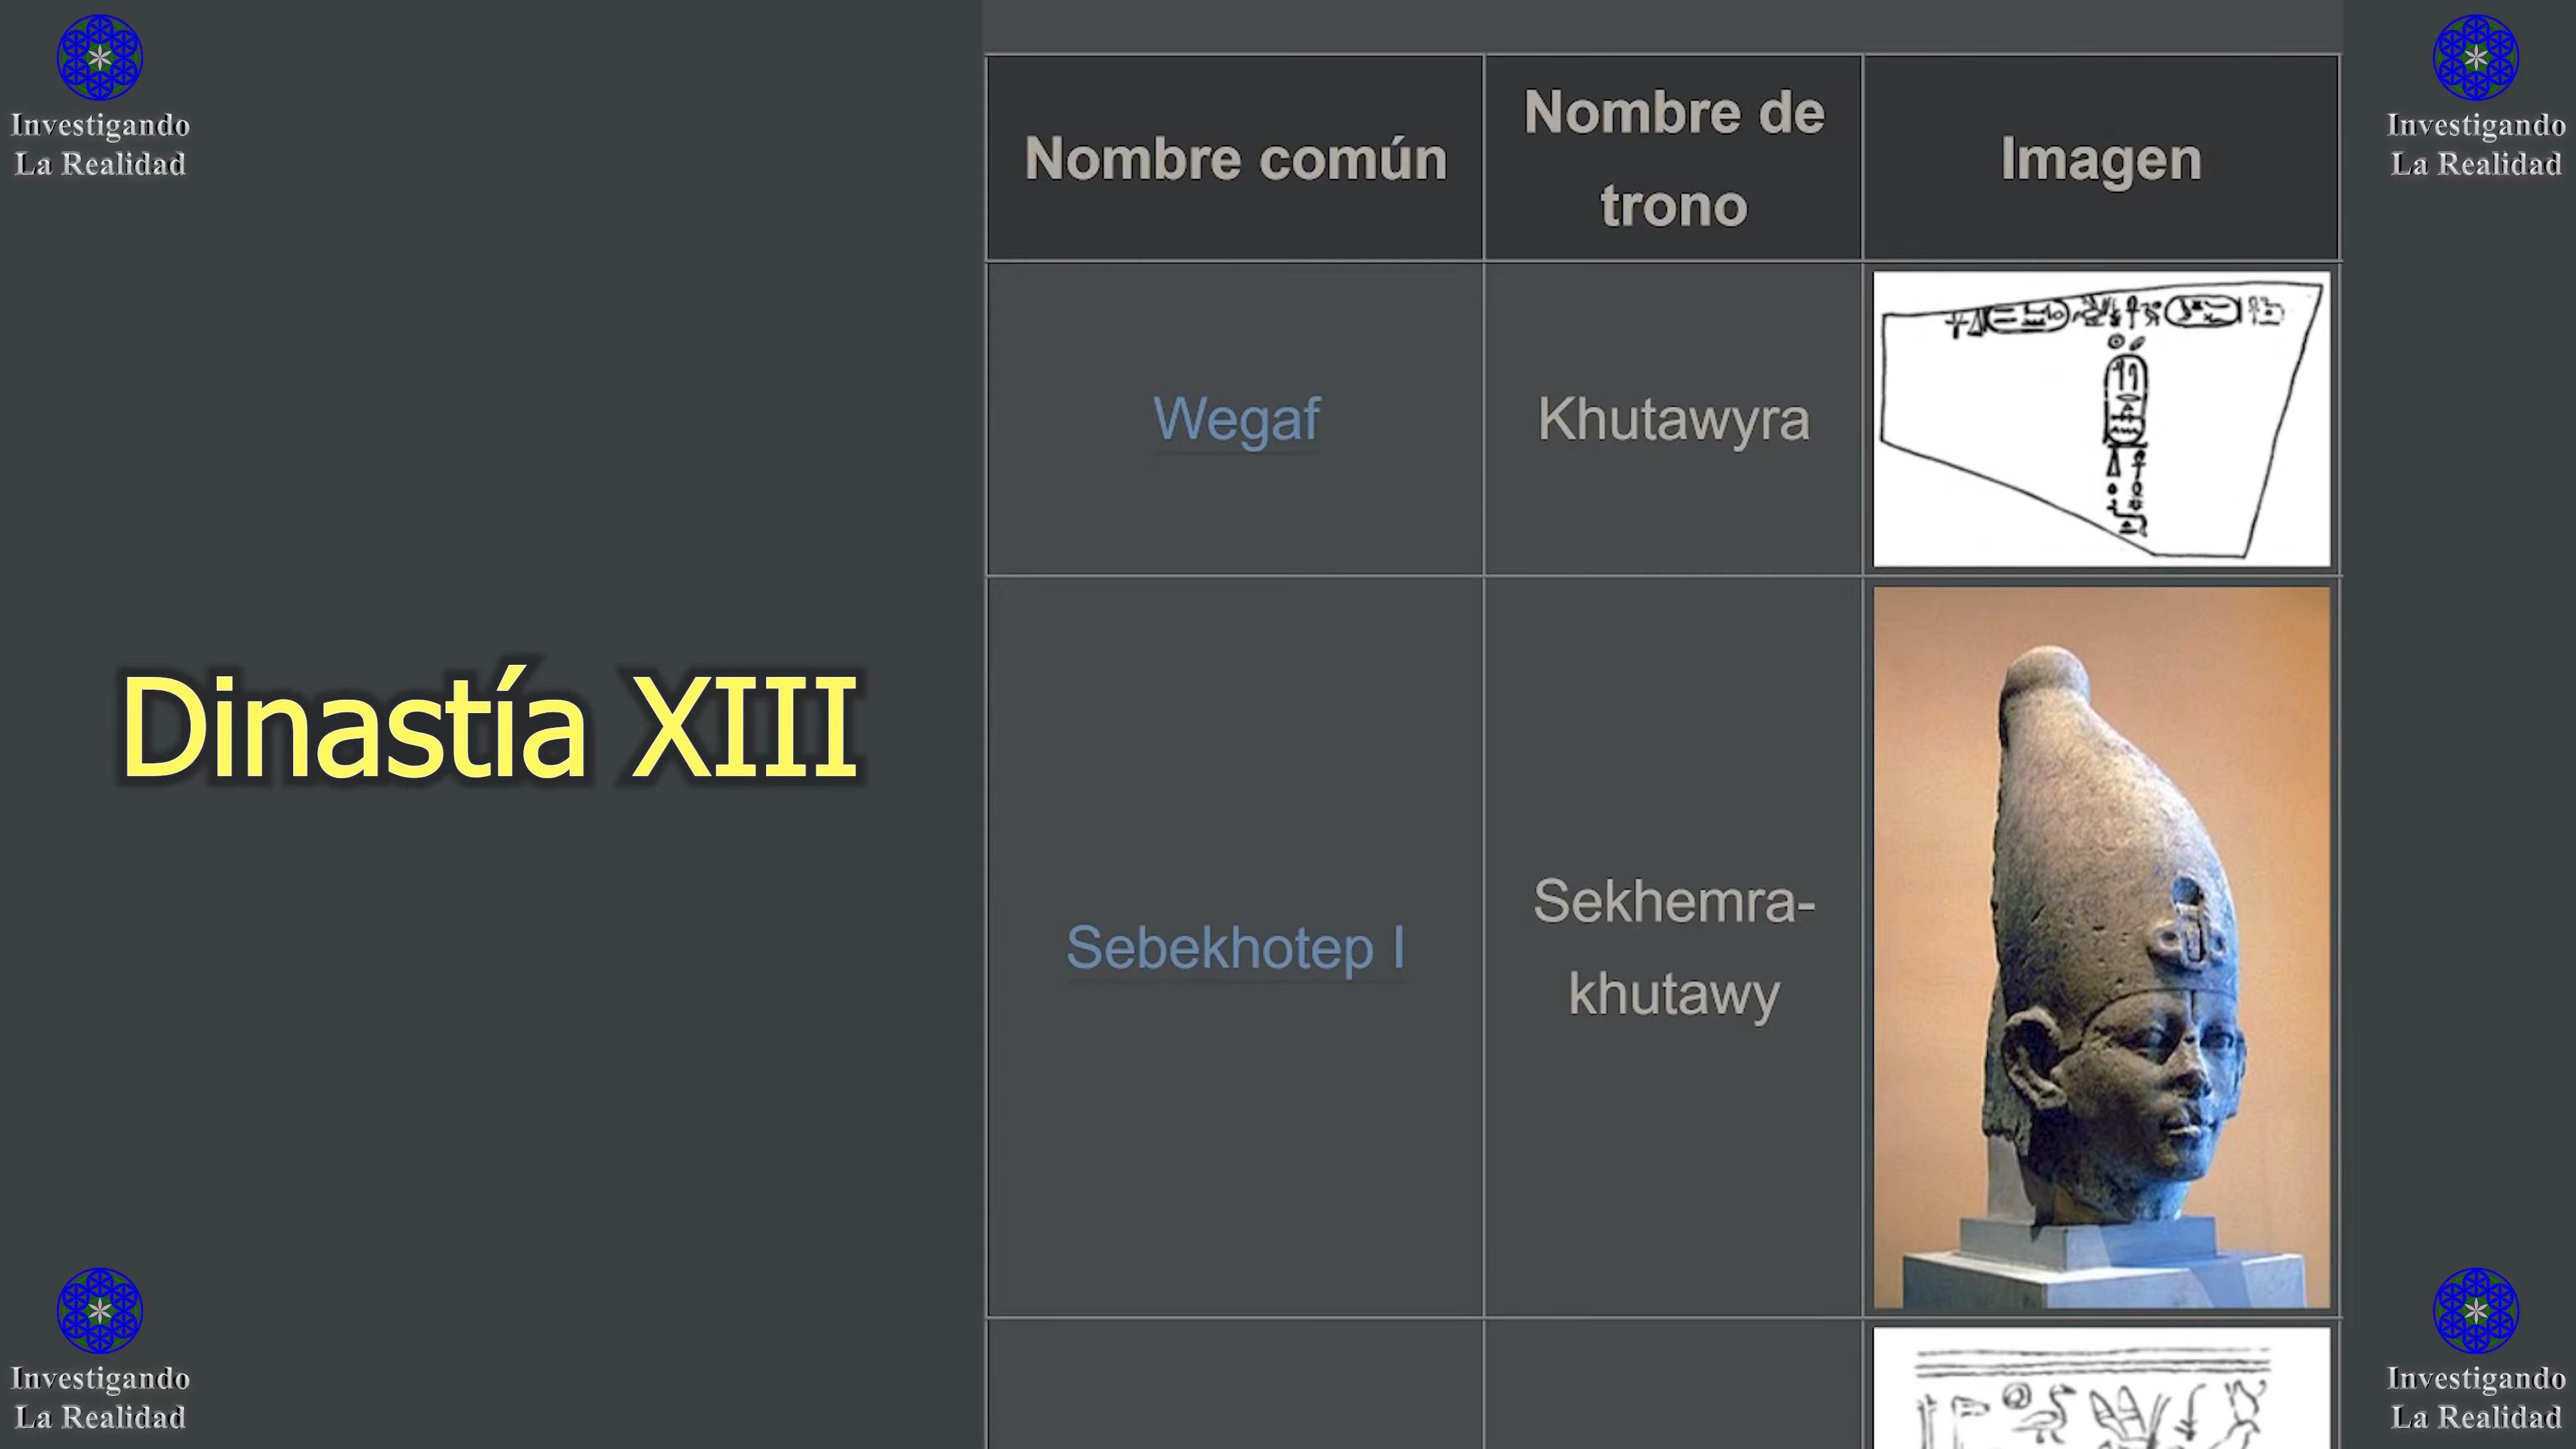 Investigando
La Realidad
Investigando
La Realidad
Nombre común
Nombre de
trono
Imagen
Wegaf
Khutawyra
Dinastía XIII
Sebekhotep I
Sekhemra-
khutawy
Investigando
La Realidad
Investigando
La Realidad